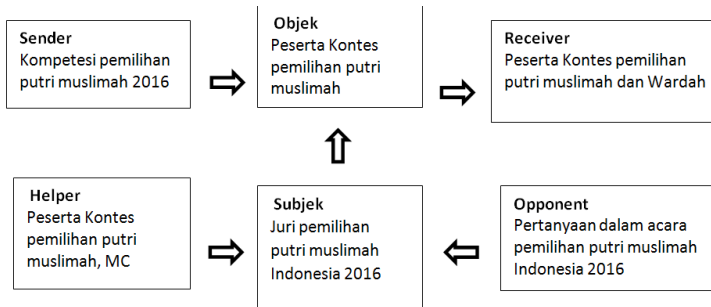 Sender
Kompetesi pemilihan
putri muslimah 2016
Objek
Peserta Kontes
pemilihan putri
muslimah
Receiver
Peserta Kontes pemilihan
putri muslimah dan Wardah
Helper
Peserta Kontes
pemilihan putri
muslimah, MC
Subjek
Juri pemilihan
putri muslimah
Indonesia 2016
Opponent
Pertanyaan dalam acara
pemilihan putri muslimah
Indonesia 2016